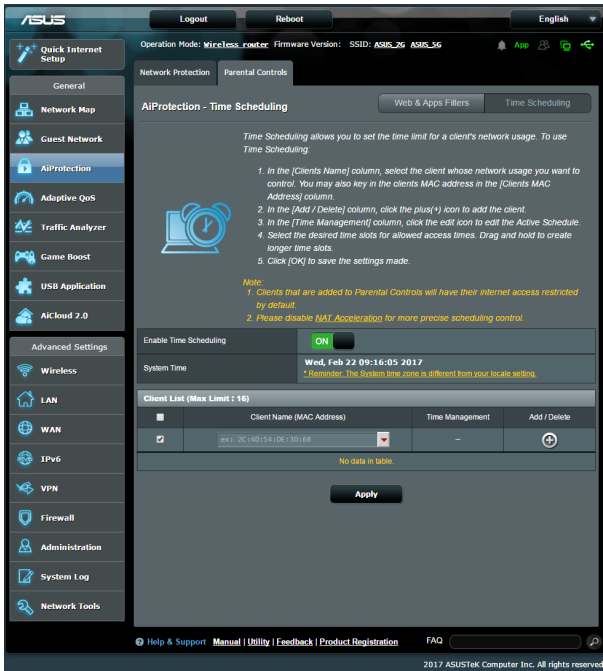 ASUS
Logout
Reboot
English
Quick Internet
Setup
General
Network Map
Guest Network
AiProtection
Adaptive QoS
Traffic Analyzer
Game Boost
USB Application
AiCloud 2.0
Advanced Settings
Wireless
LAN
WAN
IPv6
VPN
Firewall
Administration
System Log
Network Tools
Operation Mode: Wireless router Firmware Version: SSID: ASUS_2G ASUS_5G
App
Network Protection
Parental Controls
AiProtection - Time Scheduling
Web & Apps Filters
Time Scheduling
Time Scheduling allows you to set the time limit for a client's network usage. To use
Time Scheduling:
1. In the [Clients Name] column, select the client whose network usage you want to
control. You may also key in the clients MAC address in the [Clients MAC
Address] column.
2. In the [Add / Delete] column, click the plus(+) icon to add the client.
3. In the [Time Management] column, click the edit icon to edit the Active Schedule.
4. Select the desired time slots for allowed access times. Drag and hold to create
longer time slots.
5. Click [OK] to save the settings made.
Note:
1. Clients that are added to Parental Controls will have their internet access restricted
by default.
2. Please disable NAT Acceleration for more precise scheduling control.
Enable Time Scheduling
ON
System Time
Wed, Feb 22 09:16:05 2017
* Reminder: The System time zone is different from your locale setting.
Client List (Max Limit : 16)
Client Name (MAC Address)
Time Management
Add / Delete
ex: 2C:4D:54:DE:3D:68
–
No data in table.
Apply
Help & Support
Manual | Utility | Feedback | Product Registration
FAQ
2017 ASUSTeK Computer Inc. All rights reserved